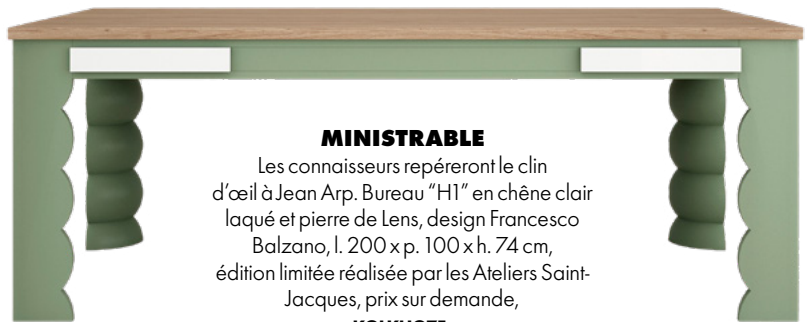 MINISTRABLE
Les connaisseurs repéreront le clin
d’œil à Jean Arp. Bureau “H1” en chêne clair
laqué et pierre de Lens, design Francesco
Balzano, l. 200 x p. 100 x h. 74 cm,
édition limitée réalisée par les Ateliers Saint-
Jacques, prix sur demande,